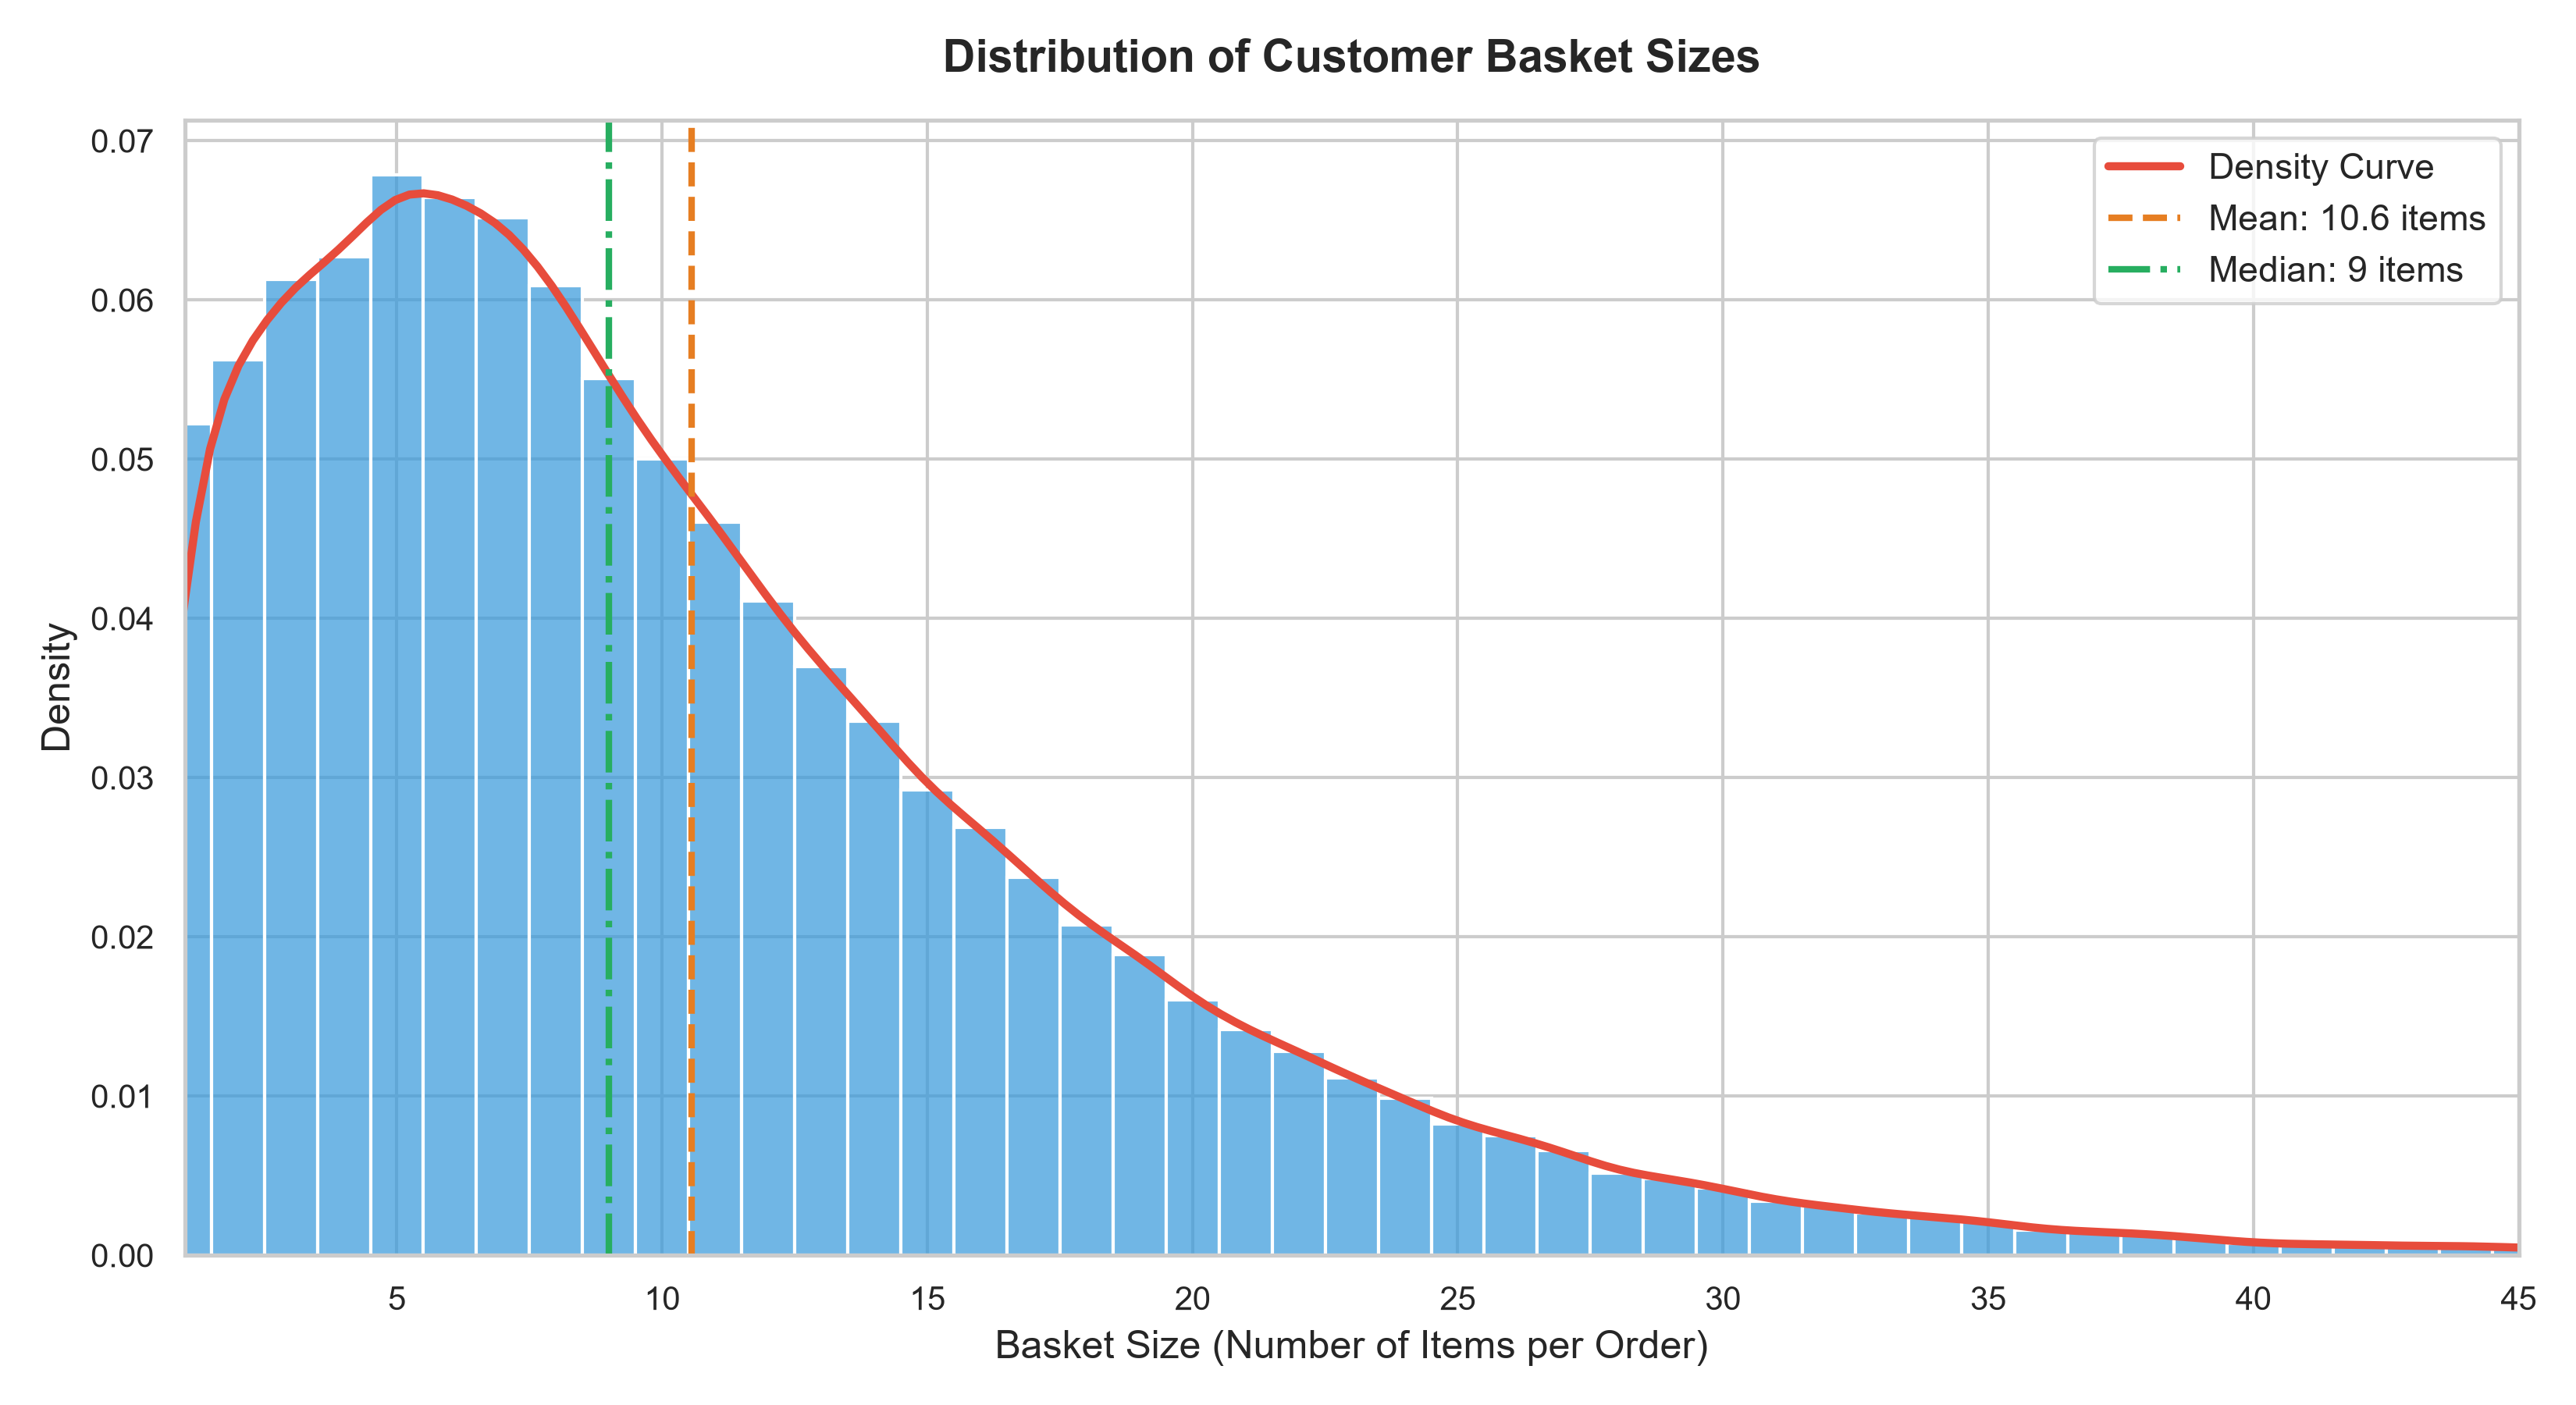 Distribution of Customer Basket Sizes
0.07
0.06
0.05
0.04
0.03
0.02
0.01
0.00
Density
Density Curve
Mean: 10.6 items
Median: 9 items
5 10 15 20 25 30 35 40 45
Basket Size (Number of Items per Order)